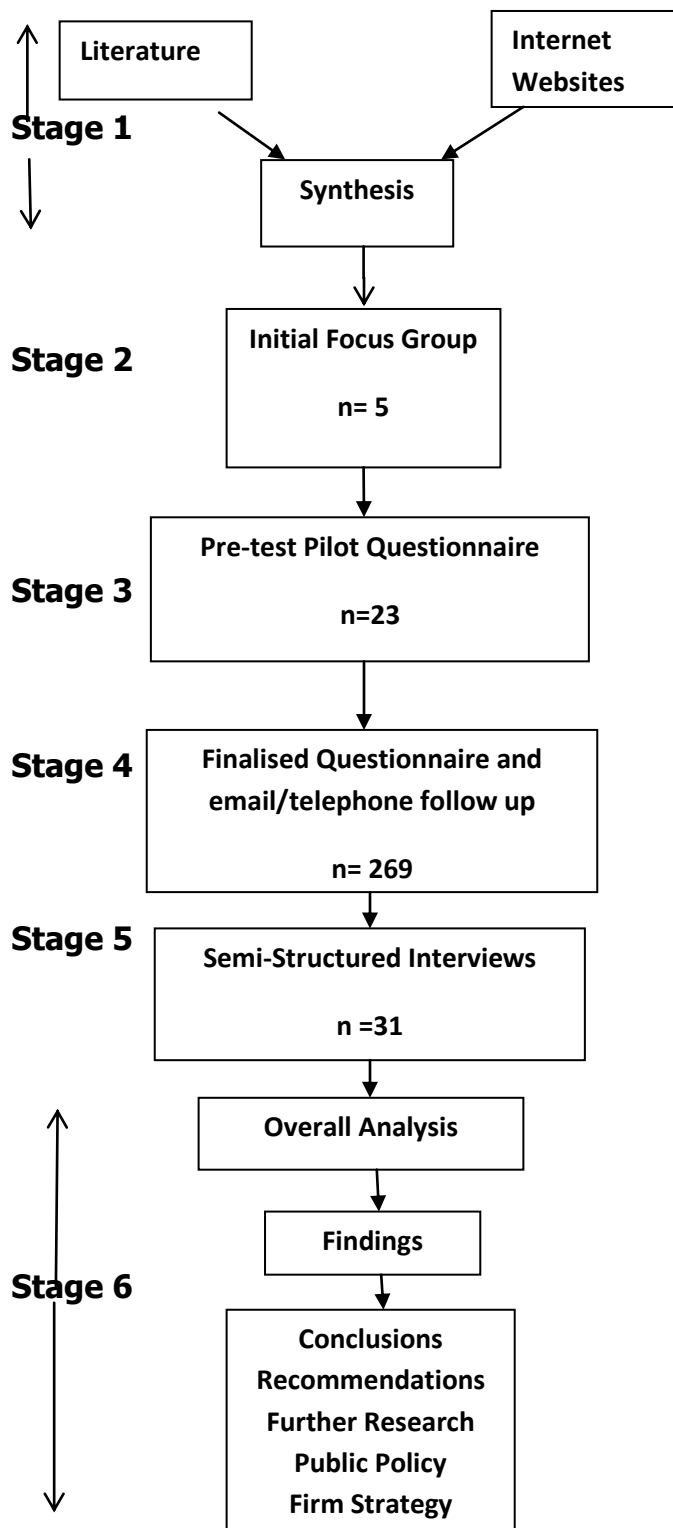 Literature
Internet
Websites
Stage 1
Synthesis
Stage 2
Initial Focus Group
n= 5
Stage 3
Pre-test Pilot Questionnaire
n=23
Stage 4
Finalised Questionnaire and
email/telephone follow up
n= 269
Stage 5
Semi-Structured Interviews
n =31
Overall Analysis
Findings
Stage 6
Conclusions
Recommendations
Further Research
Public Policy
Firm Strategy